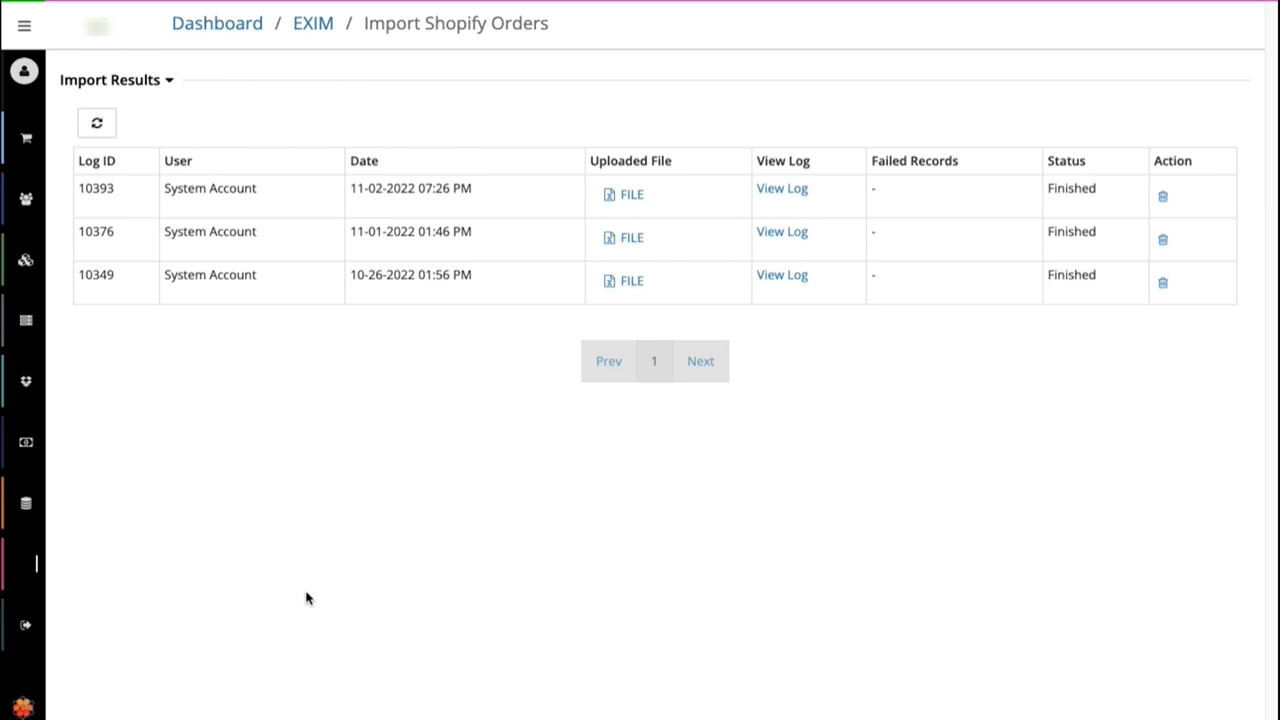 Dashboard / EXIM / Import Shopify Orders
Import Results
Log ID User Date Uploaded File View Log Failed Records Status Action
10393 System Account 11-02-2022 07:26 PM FILE View Log - Finished
10376 System Account 11-01-2022 01:46 PM FILE View Log - Finished
10349 System Account 10-26-2022 01:56 PM FILE View Log - Finished
Prev 1 Next